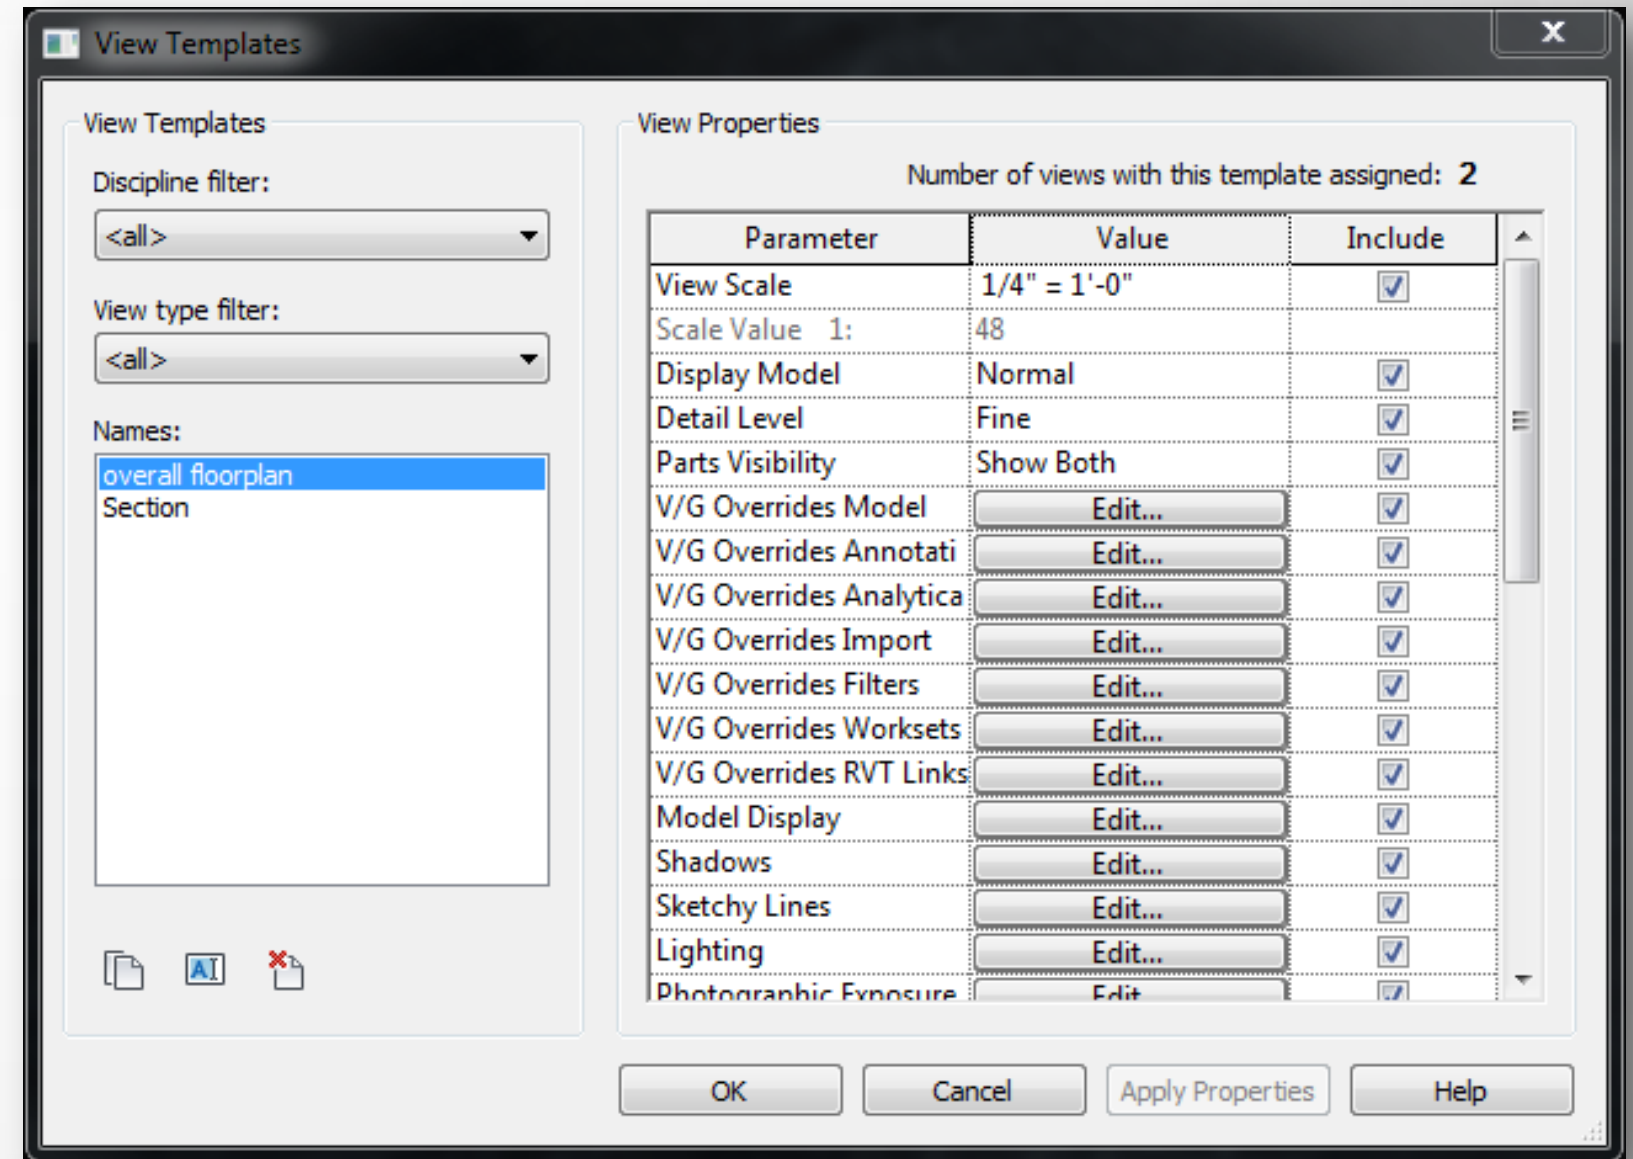 View Templates
X
View Templates
Discipline filter:
<all>
View type filter:
<all>
Names:
overall floorplan
Section
AI
View Properties
Number of views with this template assigned: 2
Parameter Value Include
View Scale 1/4" = 1'-0"
Scale Value 1: 48
Display Model Normal
Detail Level Fine
Parts Visibility Show Both
V/G Overrides Model Edit...
V/G Overrides Annotati Edit...
V/G Overrides Analytica Edit...
V/G Overrides Import Edit...
V/G Overrides Filters Edit...
V/G Overrides Worksets Edit...
V/G Overrides RVT Links Edit...
Model Display Edit...
Shadows Edit...
Sketchy Lines Edit...
Lighting Edit...
Photographic Exposure Edit...
OK Cancel Apply Properties Help